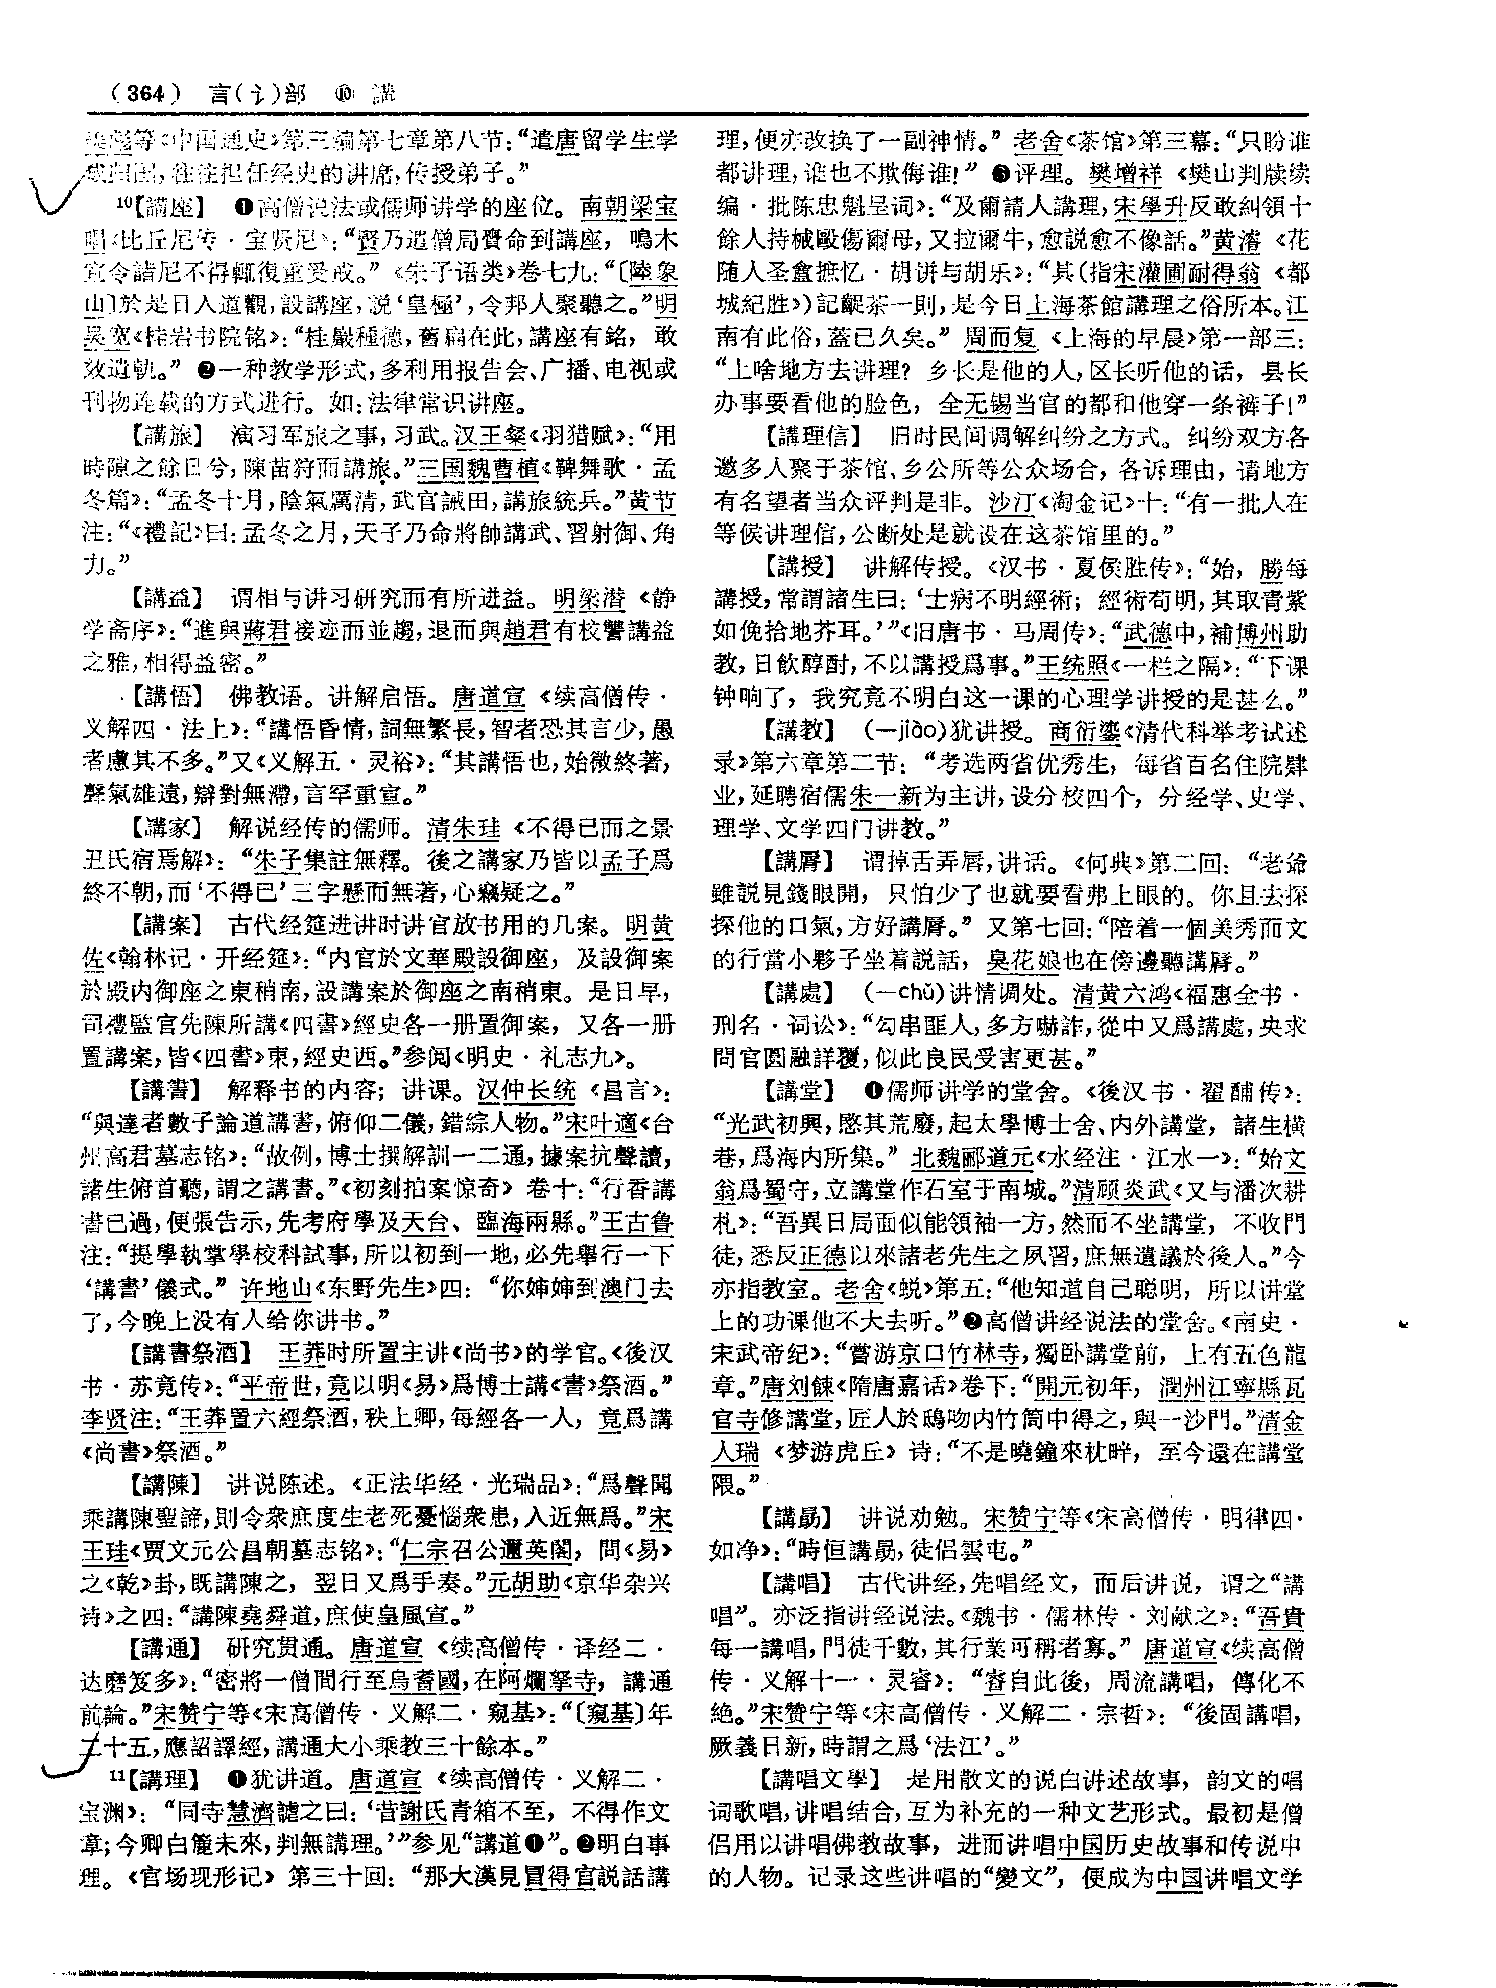 (364) 言(讠)部 ⑩ 講
等《中国通史》第三编第七章第八节：“遣唐留学生学
成归国，往往担任经史的讲席，传授弟子。”
10【講座】 ❶高僧说法或儒师讲学的座位。南朝梁宝
唱《比丘尼传·宝贤尼》：“賢乃遣僧局齎命到講座，鳴木
宣令諸尼不得輒復重受戒。”《朱子语类》卷七九：“〔陸象
山〕於是日入道觀，設講座，説‘皇極’，令邦人聚聽之。”明
吴宽《桂岩书院铭》：“桂巖種德，舊扁在此，講座有銘，敢
效遺軌。” ❷一种教学形式，多利用报告会、广播、电视或
刊物连载的方式进行。如：法律常识讲座。
【講旅】 演习军旅之事，习武。汉王粲《羽猎赋》：“用
時隙之餘日兮，陳苗狩而講旅。”三国魏曹植《鞞舞歌·孟
冬篇》：“孟冬十月，陰氣厲清，武官誡田，講旅統兵。”黄节
注：“《禮記》曰：孟冬之月，天子乃命將帥講武、習射御、角
力。”
【講益】 谓相与讲习研究而有所进益。明梁潜《静
学斋序》：“進與蔣君接迹而並趨，退而與趙君有校讐講益
之雅，相得益密。”
【講悟】 佛教语。讲解启悟。唐道宣《续高僧传·
义解四·法上》：“講悟昏情，詞無繁長，智者恐其言少，愚
者慮其不多。”又《义解五·灵裕》：“其講悟也，始微終著，
聲氣雄遠，辯對無滯，言罕重宣。”
【講家】 解说经传的儒师。清朱珪《不得已而之景
丑氏宿焉解》：“朱子集註無釋。後之講家乃皆以孟子爲
終不朝，而‘不得已’三字懸而無著，心竊疑之。”
【講案】 古代经筵进讲时讲官放书用的几案。明黄
佐《翰林记·开经筵》：“内官於文華殿設御座，及設御案
於殿内御座之東稍南，設講案於御座之南稍東。是日早，
司禮監官先陳所講《四書》經史各一册置御案，又各一册
置講案，皆《四書》東，經史西。”参阅《明史·礼志九》。
【講書】 解释书的内容；讲课。汉仲长统《昌言》：
“與達者數子論道講書，俯仰二儀，錯綜人物。”宋叶適《台
州高君墓志铭》：“故例，博士撰解訓一二通，據案抗聲讀，
諸生俯首聽，謂之講書。”《初刻拍案惊奇》卷十：“行香講
書已過，便張告示，先考府學及天台、臨海兩縣。”王古鲁
注：“提學執掌學校科試事，所以初到一地，必先舉行一下
‘講書’儀式。”许地山《东野先生》四：“你婶婶到澳门去
了，今晚上没有人给你讲书。”
【講書祭酒】 王莽时所置主讲《尚书》的学官。《後汉
书·苏竟传》：“平帝世，竟以明《易》爲博士講《書》祭酒。”
李贤注：“王莽置六經祭酒，秩上卿，每經各一人，竟爲講
《尚書》祭酒。”
【講陳】 讲说陈述。《正法华经·光瑞品》：“爲聲聞
乘講陳聖諦，則令衆庶度生老死憂惱衆患，入近無爲。”宋
王珪《贾文元公昌朝墓志铭》：“仁宗召公邇英閣，問《易》
之《乾》卦，既講陳之，翌日又爲手奏。”元胡助《京华杂兴
诗》之四：“講陳堯舜道，庶使皇風宣。”
【講通】 研究贯通。唐道宣《续高僧传·译经二·
达磨笈多》：“密將一僧間行至烏耆國，在阿爛拏寺，講通
前論。”宋赞宁等《宋高僧传·义解二·窥基》：“〔窺基〕年
二十五，應詔譯經，講通大小乘教三十餘本。”
11【講理】 ❶犹讲道。唐道宣《续高僧传·义解二·
宝渊》：“同寺慧濟謔之曰：‘昔謝氏青箱不至，不得作文
章；今卿白籠未來，判無講理。’”参见“講道❶”。❷明白事
理。《官场现形记》第三十回：“那大漢見冒得官説話講
理，便亦改换了一副神情。”老舍《茶馆》第三幕：“只盼谁
都讲理，谁也不欺侮谁！” ❸评理。樊增祥《樊山判牍续
编·批陈忠魁呈词》：“及爾請人講理，宋學升反敢糾領十
餘人持械毆傷爾母，又拉爾牛，愈説愈不像話。”黄濬《花
随人圣盦摭忆·胡讲与胡乐》：“其（指宋灌圃耐得翁《都
城紀胜》）記齪茶一則，是今日上海茶館講理之俗所本。江
南有此俗，蓋已久矣。”周而复《上海的早晨》第一部三：
“上啥地方去讲理？乡长是他的人，区长听他的话，县长
办事要看他的脸色，全无锡当官的都和他穿一条裤子！”
【講理信】 旧时民间调解纠纷之方式。纠纷双方各
邀多人聚于茶馆、乡公所等公众场合，各诉理由，请地方
有名望者当众评判是非。沙汀《淘金记》十：“有一批人在
等候讲理信，公断处是就设在这茶馆里的。”
【講授】 讲解传授。《汉书·夏侯胜传》：“始，勝每
講授，常謂諸生曰：‘士病不明經術；經術苟明，其取青紫
如俛拾地芥耳。’”《旧唐书·马周传》：“武德中，補博州助
教，日飲醇酎，不以講授爲事。”王统照《一栏之隔》：“下课
钟响了，我究竟不明白这一课的心理学讲授的是甚么。”
【講教】 （—jiāo）犹讲授。商衍鎏《清代科举考试述
录》第六章第二节：“考选两省优秀生，每省百名住院肄
业，延聘宿儒朱一新为主讲，设分校四个，分经学、史学、
理学、文学四门讲教。”
【講脣】 谓掉舌弄唇，讲话。《何典》第二回：“老爺
雖説見錢眼開，只怕少了也就要看弗上眼的。你且去探
探他的口氣，方好講脣。”又第七回：“陪着一個美秀而文
的行當小夥子坐着説話，臭花娘也在傍邊聽講脣。”
【講處】 （—chǔ）讲情调处。清黄六鸿《福惠全书·
刑名·词讼》：“勾串匪人，多方嚇詐，從中又爲講處，央求
問官圓融詳覆，似此良民受害更甚。”
【講堂】 ❶儒师讲学的堂舍。《後汉书·翟酺传》：
“光武初興，愍其荒廢，起太學博士舍、内外講堂，諸生横
巷，爲海内所集。”北魏郦道元《水经注·江水一》：“始文
翁爲蜀守，立講堂作石室于南城。”清顾炎武《又与潘次耕
札》：“吾異日局面似能領袖一方，然而不坐講堂，不收門
徒，悉反正德以來諸老先生之夙習，庶無遺議於後人。”今
亦指教室。老舍《蜕》第五：“他知道自己聪明，所以讲堂
上的功课他不大去听。”❷高僧讲经说法的堂舍。《南史·
宋武帝纪》：“嘗游京口竹林寺，獨卧講堂前，上有五色龍
章。”唐刘餗《隋唐嘉话》卷下：“開元初年，潤州江寧縣瓦
官寺修講堂，匠人於鴟吻内竹筒中得之，與一沙門。”清金
人瑞《梦游虎丘》诗：“不是曉鐘來枕畔，至今還在講堂
隈。”
【講勗】 讲说劝勉。宋赞宁等《宋高僧传·明律四·
如净》：“時恒講勗，徒侣雲屯。”
【講唱】 古代讲经，先唱经文，而后讲说，谓之“講
唱”。亦泛指讲经说法。《魏书·儒林传·刘献之》：“吾貴
每一講唱，門徒千數，其行業可稱者寡。”唐道宣《续高僧
传·义解十一·灵睿》：“睿自此後，周流講唱，傳化不
絶。”宋赞宁等《宋高僧传·义解二·宗哲》：“後因講唱，
厥義日新，時謂之爲‘法江’。”
【講唱文學】 是用散文的说白讲述故事，韵文的唱
词歌唱，讲唱结合，互为补充的一种文艺形式。最初是僧
侣用以讲唱佛教故事，进而讲唱中国历史故事和传说中
的人物。记录这些讲唱的“變文”，便成为中国讲唱文学